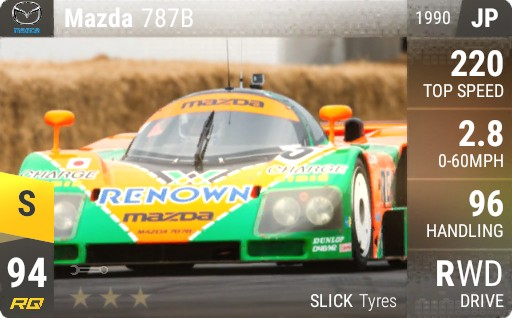 Mazda 787B
1990 JP
mazda
220
TOP SPEED
2.8
0-60MPH
96
HANDLING
RWD
DRIVE
S
94
RQ
mazda
CHARGE
CHARGE
RENOWN
mazda
MAZDA 787B
DUNLOP
SLICK Tyres